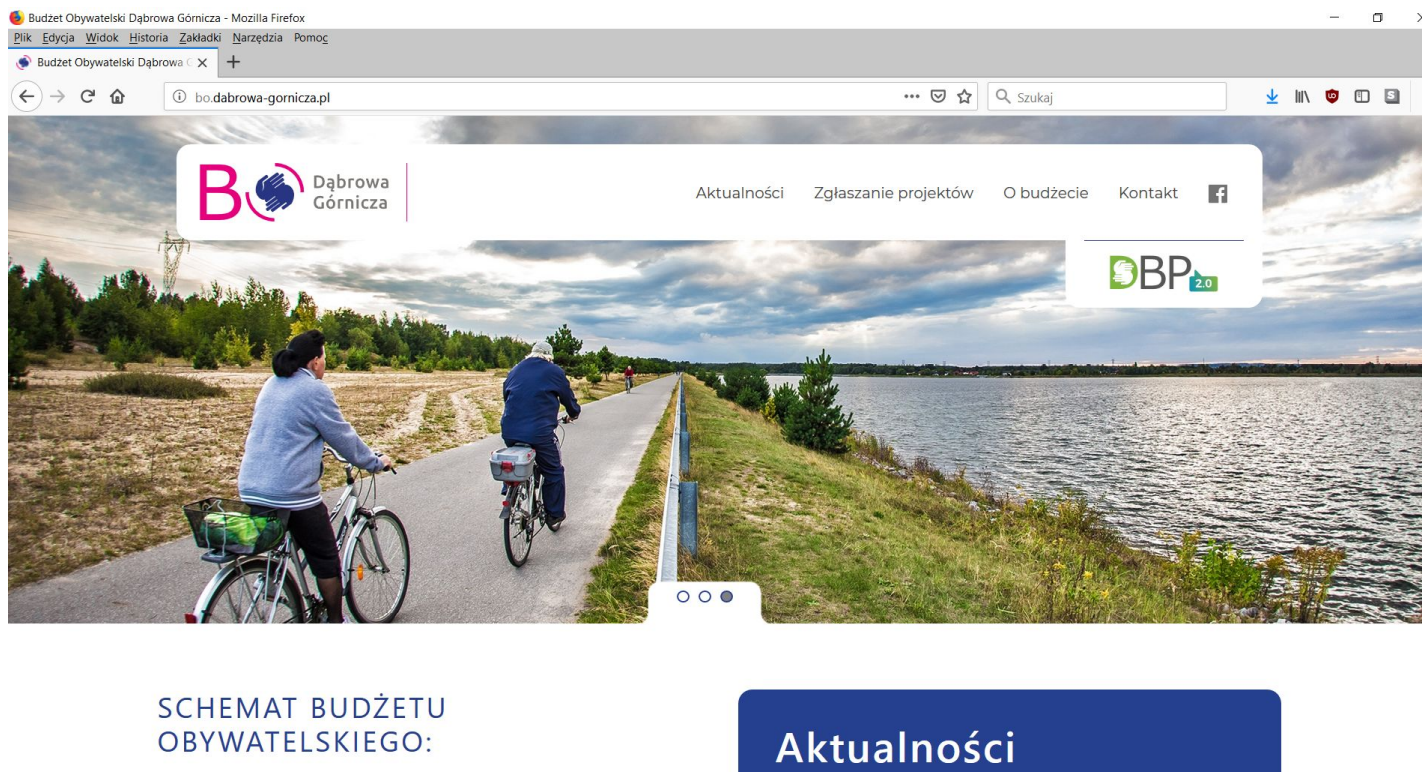 Budżet Obywatelski Dąbrowa Górnicza - Mozilla Firefox
Plik Edycja Widok Historia Zakładki Narzędzia Pomoc
Budżet Obywatelski Dąbrowa G
bo.dabrowa-gornicza.pl
Szukaj
BO
Dąbrowa
Górnicza
Aktualności Zgłaszanie projektów O budżecie Kontakt
DBP 2.0
SCHEMAT BUDŻETU
OBYWATELSKIEGO:
Aktualności